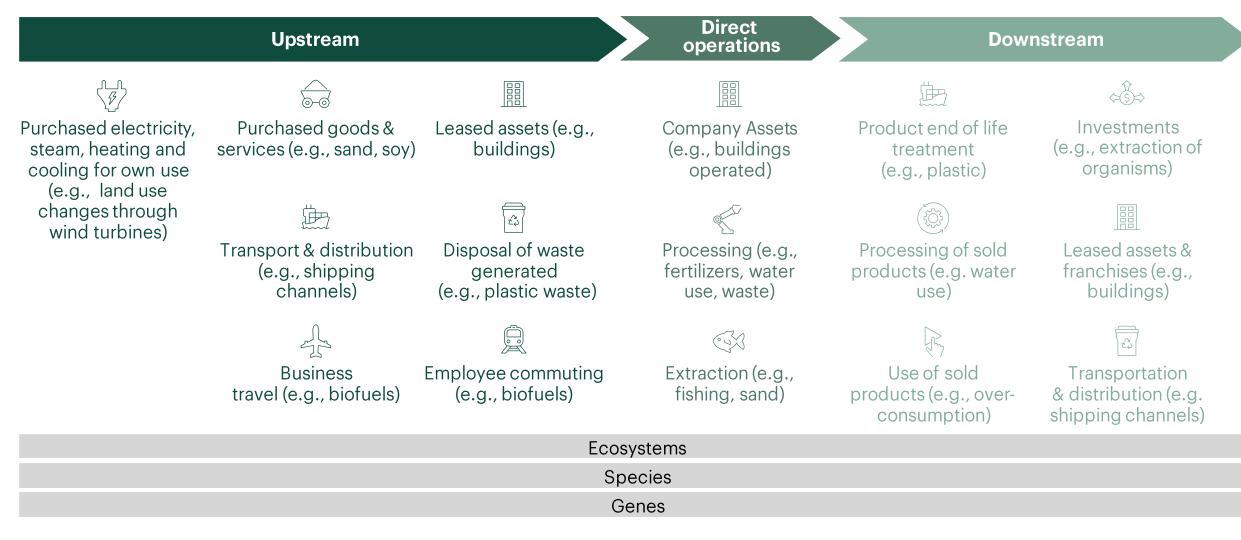 Upstream
Direct
operations
Downstream
Purchased electricity,
steam, heating and
cooling for own use
(e.g., land use
changes through
wind turbines)
Purchased goods &
services (e.g., sand, soy)
Leased assets (e.g.,
buildings)
Company Assets
(e.g., buildings
operated)
Product end of life
treatment
(e.g., plastic)
Investments
(e.g., extraction of
organisms)
Transport & distribution
(e.g., shipping
channels)
Disposal of waste
generated
(e.g., plastic waste)
Processing (e.g.,
fertilizers, water
use, waste)
Processing of sold
products (e.g. water
use)
Leased assets &
franchises (e.g.,
buildings)
Business
travel (e.g., biofuels)
Employee commuting
(e.g., biofuels)
Extraction (e.g.,
fishing, sand)
Use of sold
products (e.g., over-
consumption)
Transportation
& distribution (e.g.
shipping channels)
Ecosystems
Species
Genes